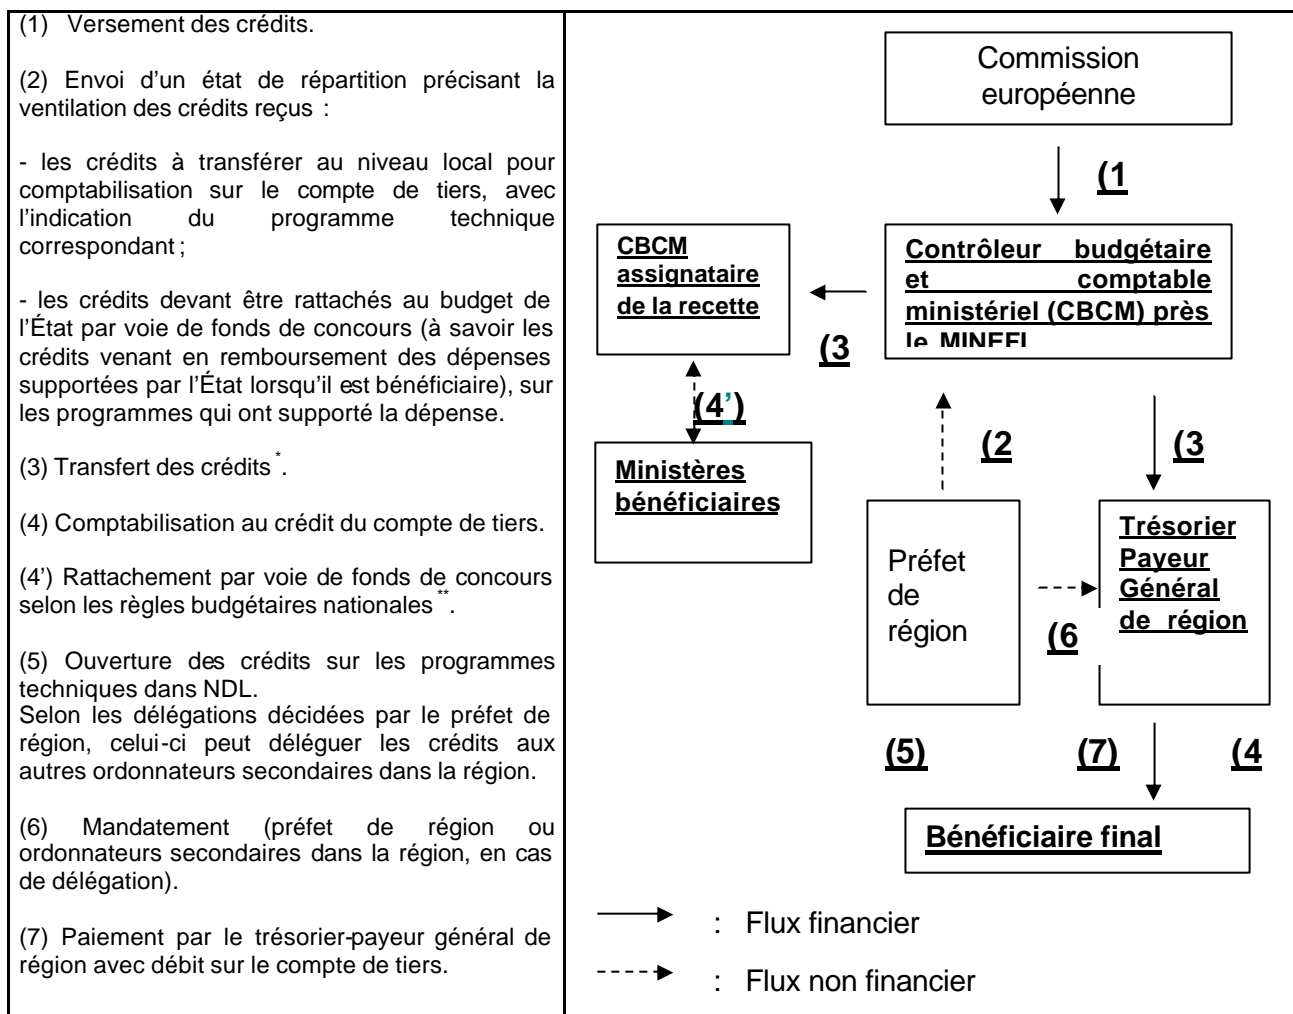 (1) Versement des crédits.
(2) Envoi d'un état de répartition précisant la
ventilation des crédits reçus :
- les crédits à transférer au niveau local pour
comptabilisation sur le compte de tiers, avec
l'indication du programme technique
correspondant ;
- les crédits devant être rattachés au budget de
l'État par voie de fonds de concours (à savoir les
crédits venant en remboursement des dépenses
supportées par l'État lorsqu'il est bénéficiaire), sur
les programmes qui ont supporté la dépense.
(3) Transfert des crédits *.
(4) Comptabilisation au crédit du compte de tiers.
(4') Rattachement par voie de fonds de concours
selon les règles budgétaires nationales **.
(5) Ouverture des crédits sur les programmes
techniques dans NDL.
Selon les délégations décidées par le préfet de
région, celui-ci peut déléguer les crédits aux
autres ordonnateurs secondaires dans la région.
(6) Mandatement (préfet de région ou
ordonnateurs secondaires dans la région, en cas
de délégation).
(7) Paiement par le trésorier-payeur général de
région avec débit sur le compte de tiers.
Commission
européenne
(1
CBCM
assignataire
de la recette
Contrôleur budgétaire
et comptable
ministériel (CBCM) près
le MINEFI
(3
(4')
(2
(3
Ministères
bénéficiaires
Préfet
de
région
Trésorier
Payeur
Général
de région
(6
(5)
(7)
(4
Bénéficiaire final
: Flux financier
: Flux non financier